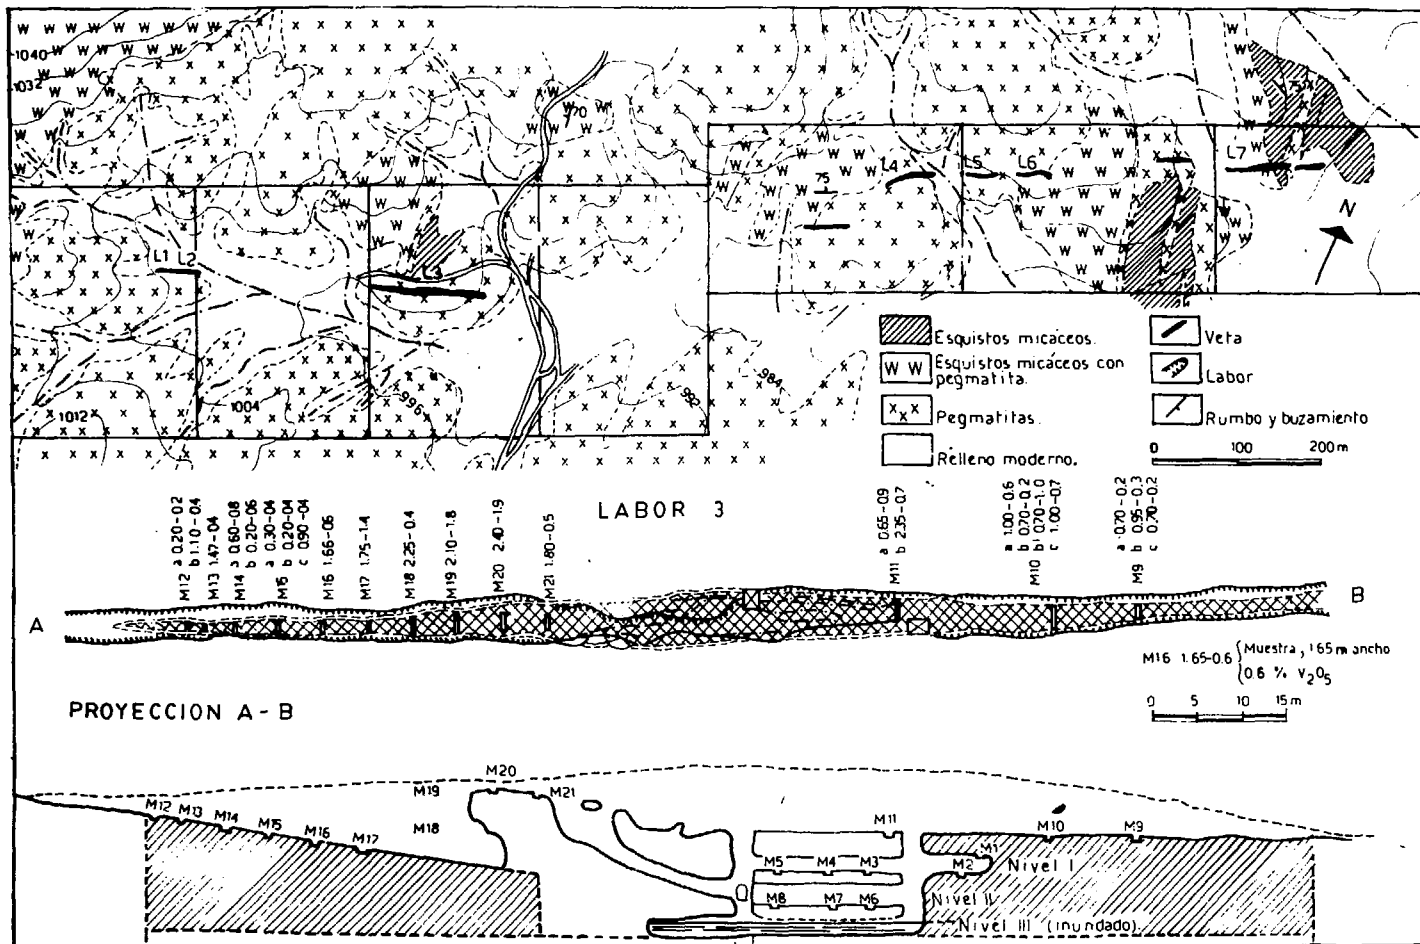 1040
1032
970
75
75
L1
L2
L3
L4
L5
L6
L7
N
1012
1004
996
992
984
Esquistos micáceos.
Esquistos micáceos con
pegmatita.
Pegmatitas.
Relleno moderno.
Veta
Labor
Rumbo y buzamiento
0 100 200 m
LABOR 3
M12 a 0.20-0.2
b 1.10-0.4
M13 1.47-0.4
M14 a 0.60-0.8
b 0.20-0.6
M15 a 0.30-0.4
b 0.20-0.4
c 0.90-0.4
M16 1.66-0.6
M17 1.75-1.4
M18 2.25-0.4
M19 2.10-1.8
M20 2.40-1.9
M21 1.80-0.5
M11 a 0.65-0.9
b 2.35-0.7
M10 a 1.00-0.6
b 0.70-0.2
b' 0.70-1.0
c 1.00-0.7
M9 a 0.70-0.2
b 0.95-0.3
c 0.70-0.2
A
B
M16 1.65-0.6 Muestra, 1.65 m ancho
0.6 % V₂O₅
0 5 10 15 m
PROYECCION A-B
M12
M13
M14
M15
M16
M17
M18
M19
M20
M21
M11
M10
M9
M5
M4
M3
M1
M2
Nivel I
M8
M7
M6
Nivel II
Nivel III (inundado).